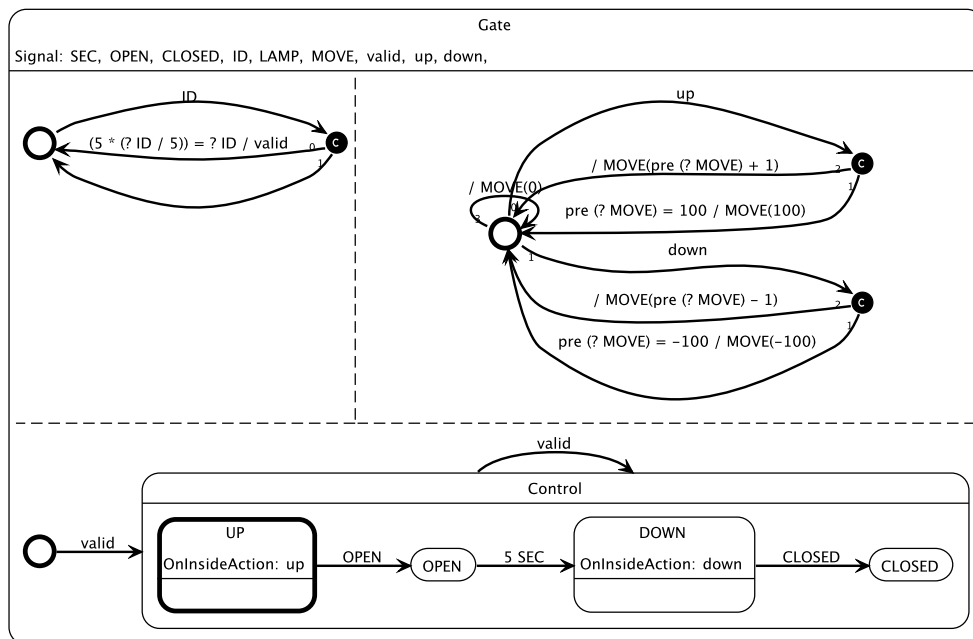 Gate
Signal: SEC, OPEN, CLOSED, ID, LAMP, MOVE, valid, up, down,
ID
(5 * (? ID / 5)) = ? ID / valid
C
0
1
up
/ MOVE(pre (? MOVE) + 1)
C
2
1
/ MOVE(0)
0
3
pre (? MOVE) = 100 / MOVE(100)
1
down
/ MOVE(pre (? MOVE) – 1)
C
2
1
pre (? MOVE) = –100 / MOVE(–100)
valid
Control
valid
UP
OnInsideAction: up
OPEN
OPEN
5 SEC
DOWN
OnInsideAction: down
CLOSED
CLOSED